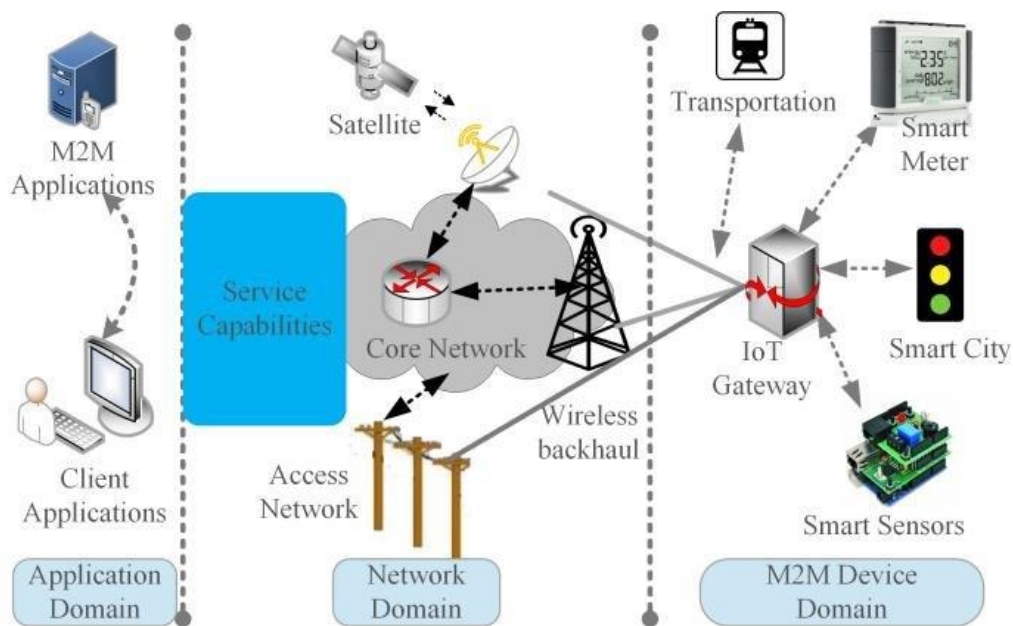 M2M
Applications
Client
Applications
Application
Domain
Satellite
Service
Capabilities
Core Network
Wireless
backhaul
Access
Network
Network
Domain
Transportation
Smart
Meter
IoT
Gateway
Smart City
Smart Sensors
M2M Device
Domain